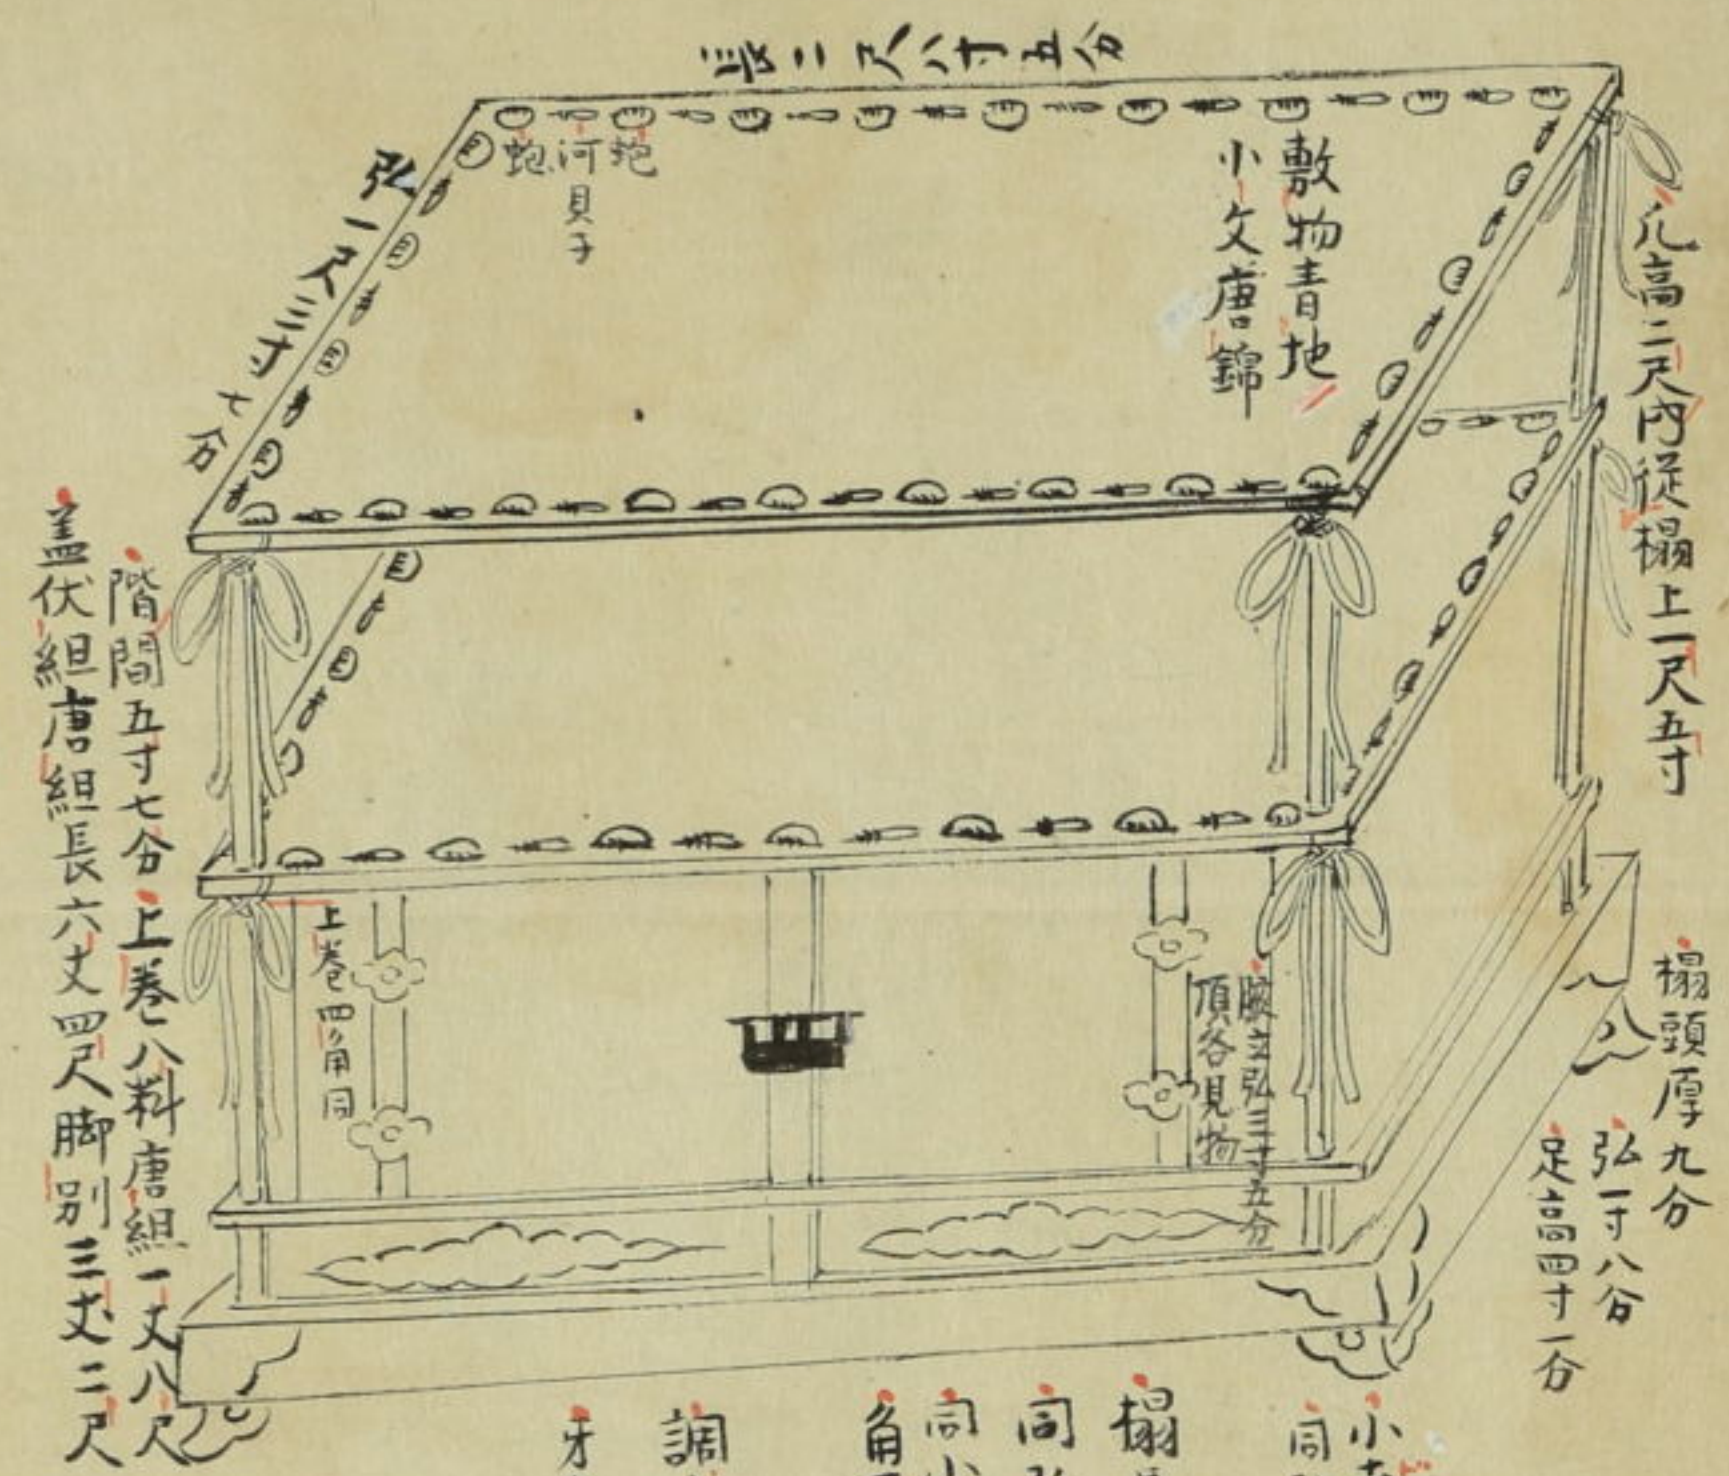 長二尺八寸五分
弘一尺三寸七分
蚫
河貝子
蚫
敷物青地
小文唐錦
凡高二尺内従榻上一尺五寸
榻頭厚九分
弘一寸八分
足高四寸一分
腋立弘三寸五分
頂各見物
上巻四角同
階間五寸七分上巻八料唐組一丈八尺
盖伏組唐組長六丈四尺脚別三丈二尺
小
同
榻
同
同小
角
調
牙